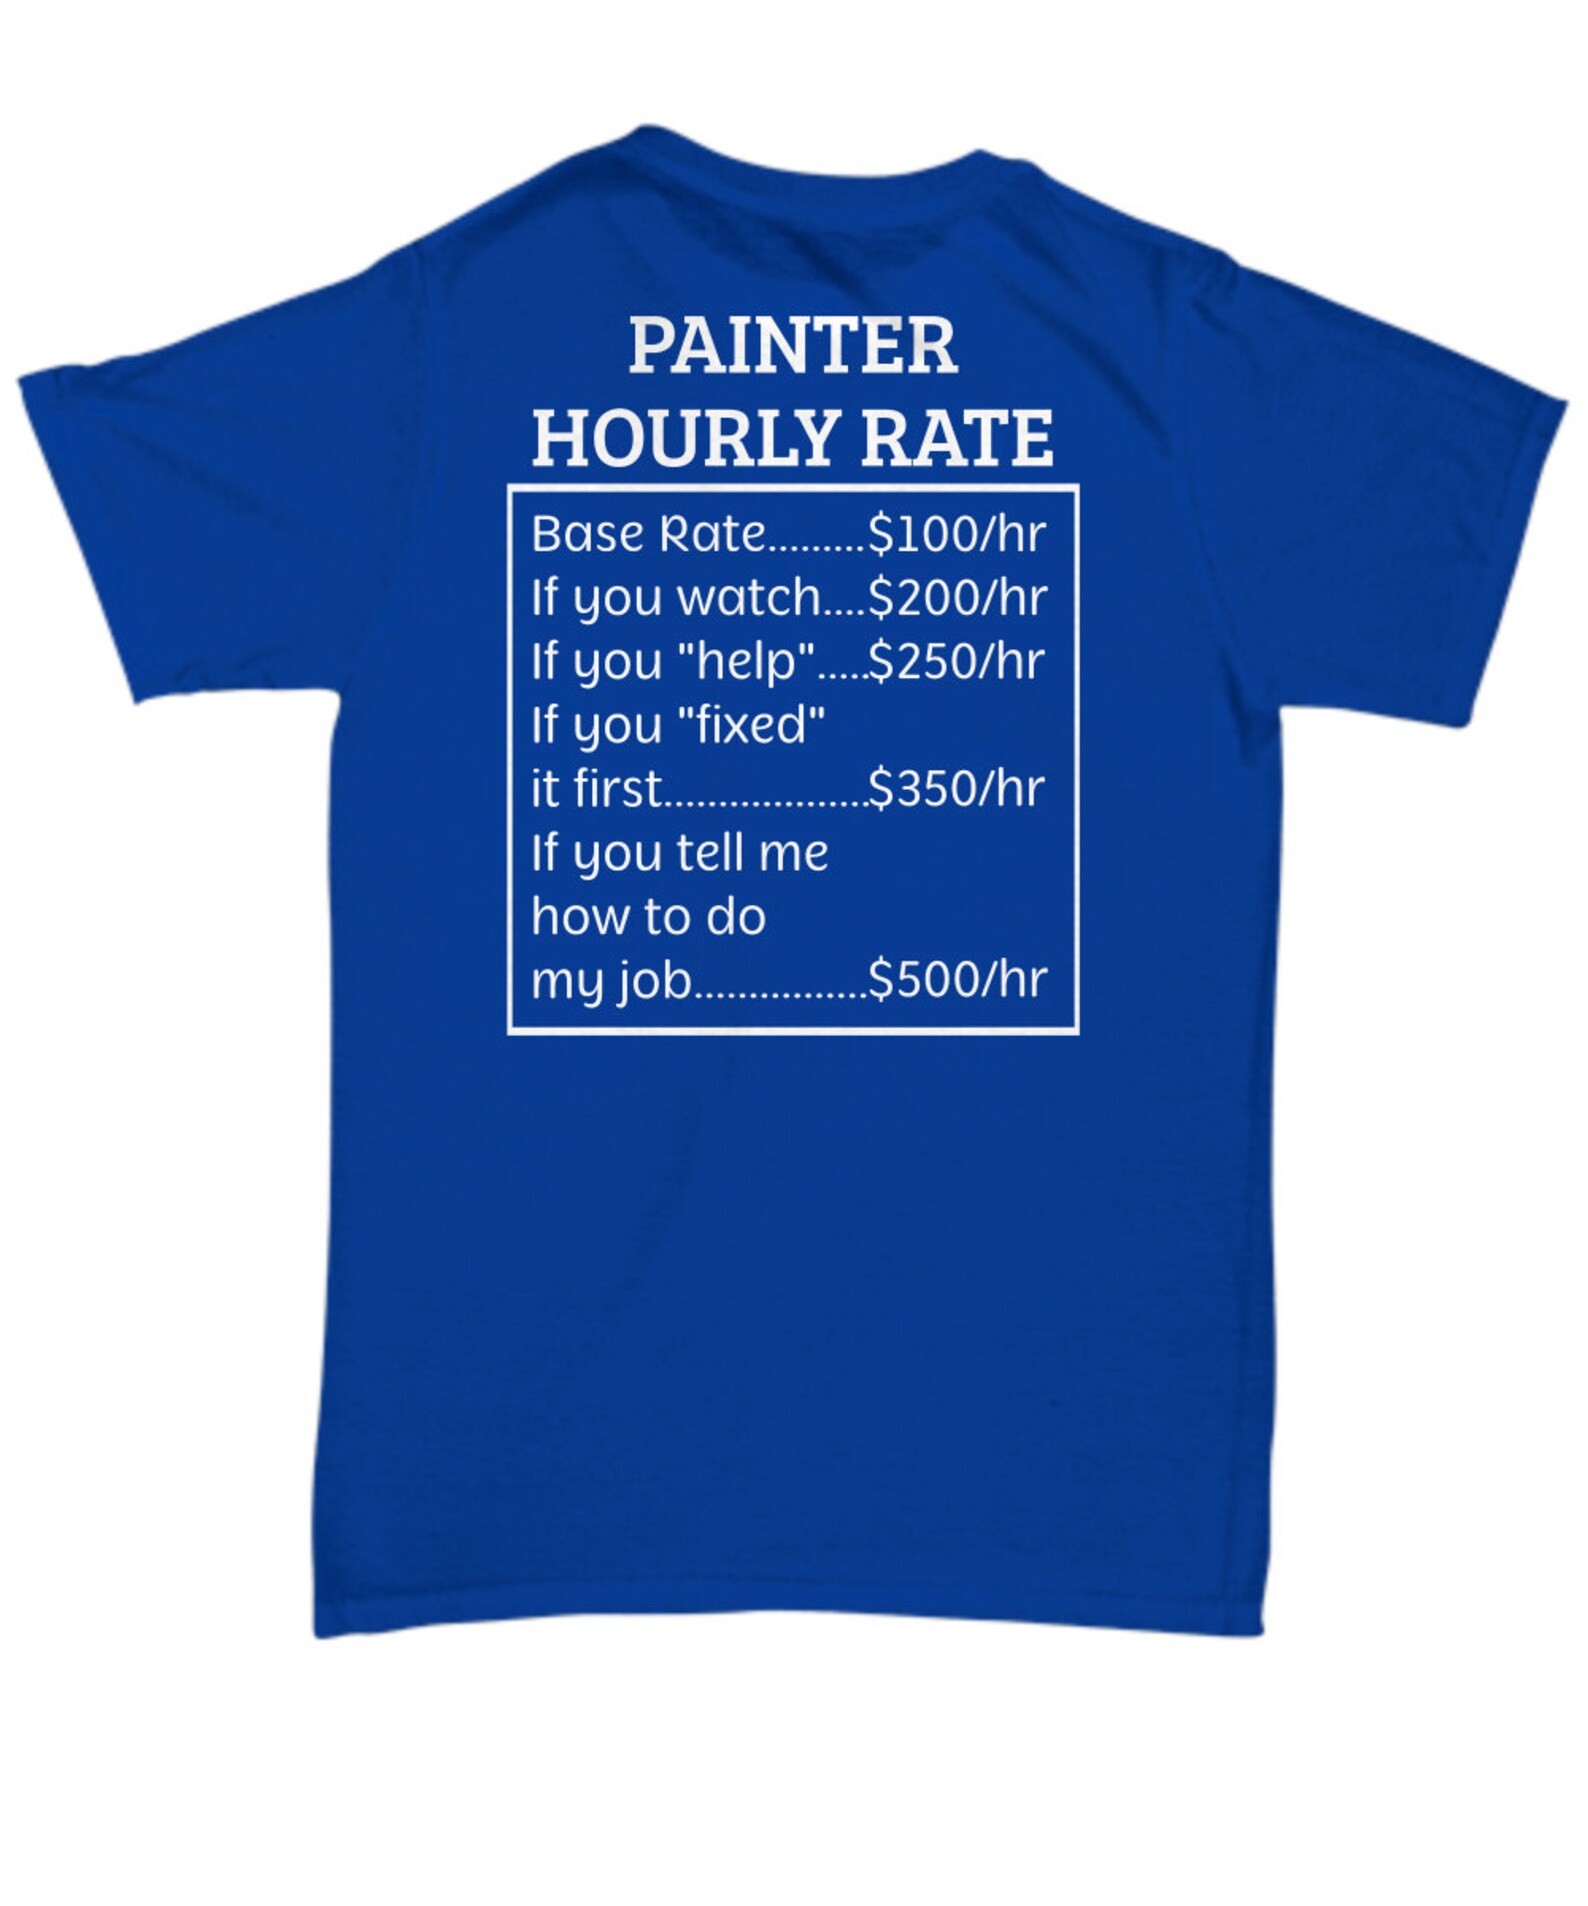 PAINTER
HOURLY RATE
Base Rate.........$100/hr
If you watch....$200/hr
If you "help".....$250/hr
If you "fixed"
it first...................$350/hr
If you tell me
how to do
my job................$500/hr